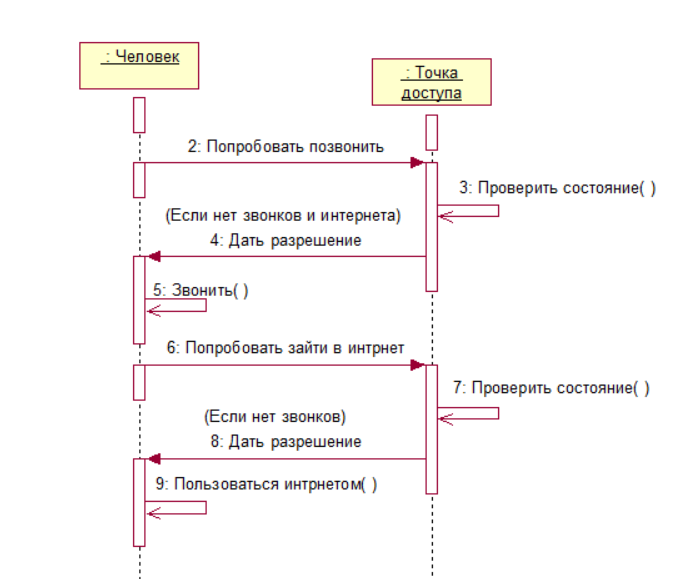 _: Человек
_: Точка
доступа
2: Попробовать позвонить
3: Проверить состояние( )
(Если нет звонков и интернета)
4: Дать разрешение
5: Звонить( )
6: Попробовать зайти в интрнет
7: Проверить состояние( )
(Если нет звонков)
8: Дать разрешение
9: Пользоваться интрнетом( )